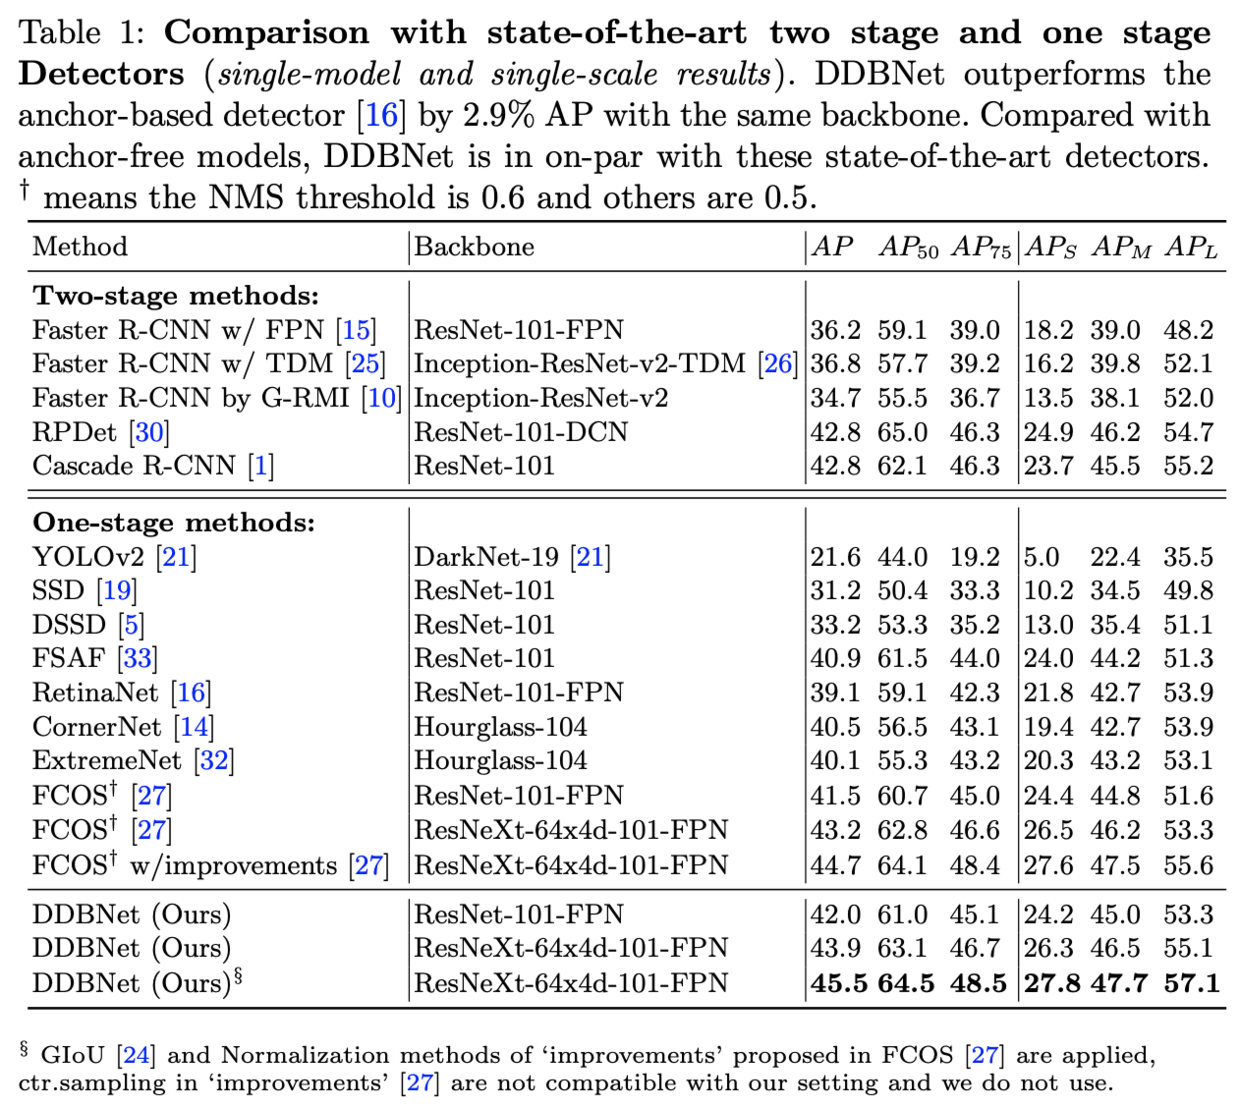 Table 1: Comparison with state-of-the-art two stage and one stage
Detectors (single-model and single-scale results). DDBNet outperforms the
anchor-based detector [16] by 2.9% AP with the same backbone. Compared with
anchor-free models, DDBNet is in on-par with these state-of-the-art detectors.
† means the NMS threshold is 0.6 and others are 0.5.
Method Backbone AP AP50 AP75 APS APM APL
Two-stage methods:
Faster R-CNN w/ FPN [15] ResNet-101-FPN 36.2 59.1 39.0 18.2 39.0 48.2
Faster R-CNN w/ TDM [25] Inception-ResNet-v2-TDM [26] 36.8 57.7 39.2 16.2 39.8 52.1
Faster R-CNN by G-RMI [10] Inception-ResNet-v2 34.7 55.5 36.7 13.5 38.1 52.0
RPDet [30] ResNet-101-DCN 42.8 65.0 46.3 24.9 46.2 54.7
Cascade R-CNN [1] ResNet-101 42.8 62.1 46.3 23.7 45.5 55.2
One-stage methods:
YOLOv2 [21] DarkNet-19 [21] 21.6 44.0 19.2 5.0 22.4 35.5
SSD [19] ResNet-101 31.2 50.4 33.3 10.2 34.5 49.8
DSSD [5] ResNet-101 33.2 53.3 35.2 13.0 35.4 51.1
FSAF [33] ResNet-101 40.9 61.5 44.0 24.0 44.2 51.3
RetinaNet [16] ResNet-101-FPN 39.1 59.1 42.3 21.8 42.7 53.9
CornerNet [14] Hourglass-104 40.5 56.5 43.1 19.4 42.7 53.9
ExtremeNet [32] Hourglass-104 40.1 55.3 43.2 20.3 43.2 53.1
FCOS† [27] ResNet-101-FPN 41.5 60.7 45.0 24.4 44.8 51.6
FCOS† [27] ResNeXt-64x4d-101-FPN 43.2 62.8 46.6 26.5 46.2 53.3
FCOS† w/improvements [27] ResNeXt-64x4d-101-FPN 44.7 64.1 48.4 27.6 47.5 55.6
DDBNet (Ours) ResNet-101-FPN 42.0 61.0 45.1 24.2 45.0 53.3
DDBNet (Ours) ResNeXt-64x4d-101-FPN 43.9 63.1 46.7 26.3 46.5 55.1
DDBNet (Ours)§ ResNeXt-64x4d-101-FPN 45.5 64.5 48.5 27.8 47.7 57.1
§ GIoU [24] and Normalization methods of ‘improvements’ proposed in FCOS [27] are applied,
ctr.sampling in ‘improvements’ [27] are not compatible with our setting and we do not use.